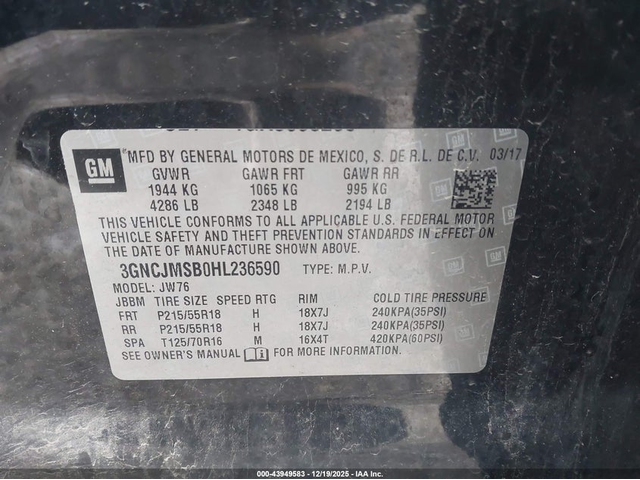 GM
MFD BY GENERAL MOTORS DE MEXICO, S. DE R.L. DE C.V. 03/17
GVWR GAWR FRT GAWR RR
1944 KG 1065 KG 995 KG
4286 LB 2348 LB 2194 LB
THIS VEHICLE CONFORMS TO ALL APPLICABLE U.S. FEDERAL MOTOR
VEHICLE SAFETY AND THEFT PREVENTION STANDARDS IN EFFECT ON
THE DATE OF MANUFACTURE SHOWN ABOVE.
3GNCJMSB0HL236590 TYPE: M.P.V.
MODEL: JW76
JBBM TIRE SIZE SPEED RTG RIM COLD TIRE PRESSURE
FRT P215/55R18 H 18X7J 240KPA(35PSI)
RR P215/55R18 H 18X7J 240KPA(35PSI)
SPA T125/70R16 M 16X4T 420KPA(60PSI)
SEE OWNER'S MANUAL FOR MORE INFORMATION
000-43949583 - 12/19/2025 - IAA Inc.